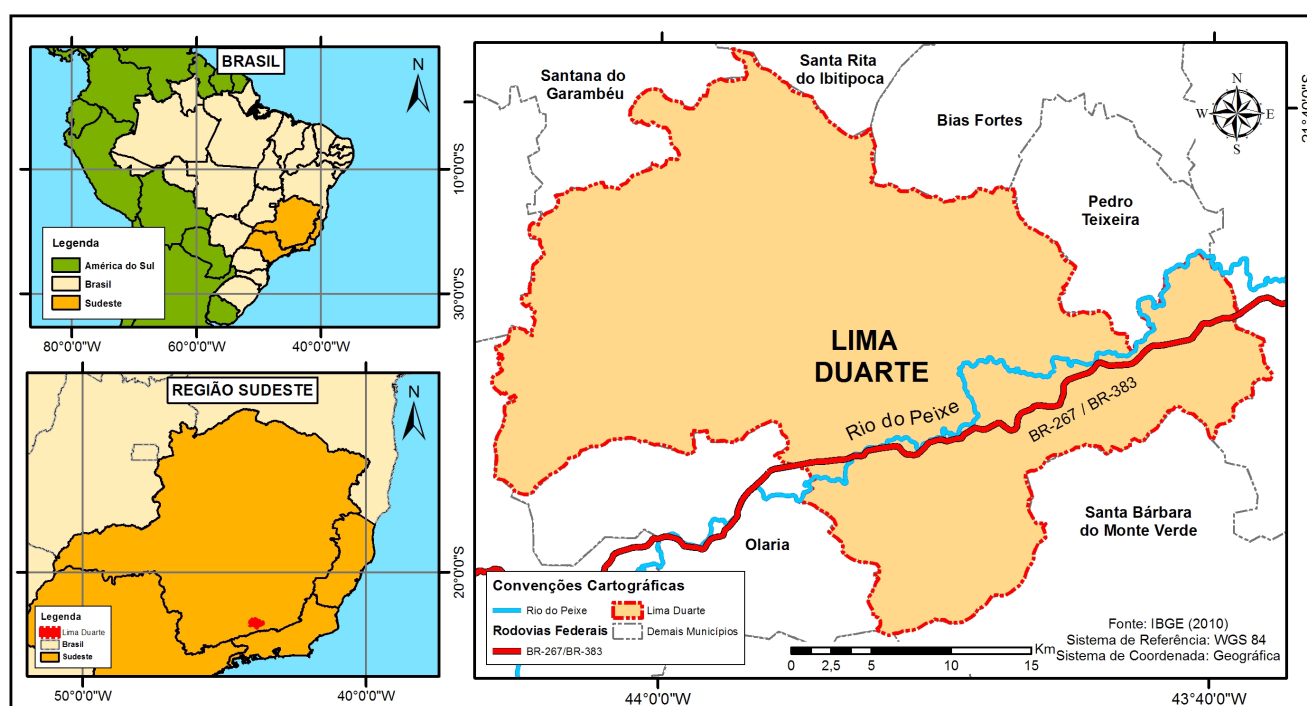 BRASIL
N
Legenda
América do Sul
Brasil
Sudeste
10°0'0"S
30°0'0"S
80°0'0"W
60°0'0"W
40°0'0"W
REGIÃO SUDESTE
N
20°0'0"S
Legenda
Lima Duarte
Brasil
Sudeste
50°0'0"W
40°0'0"W
Santana do
Garambéu
Santa Rita
do Ibitipoca
Bias Fortes
N
W
E
S
21°40'0"S
Pedro
Teixeira
LIMA
DUARTE
Rio do Peixe
BR-267 / BR-383
Olaria
Santa Bárbara
do Monte Verde
Convenções Cartográficas
Rio do Peixe
Lima Duarte
Rodovias Federais
Demais Municípios
BR-267/BR-383
Fonte: IBGE (2010)
Sistema de Referência: WGS 84
Sistema de Coordenada: Geográfica
Km
0 2,5 5 10 15
44°0'0"W
43°40'0"W